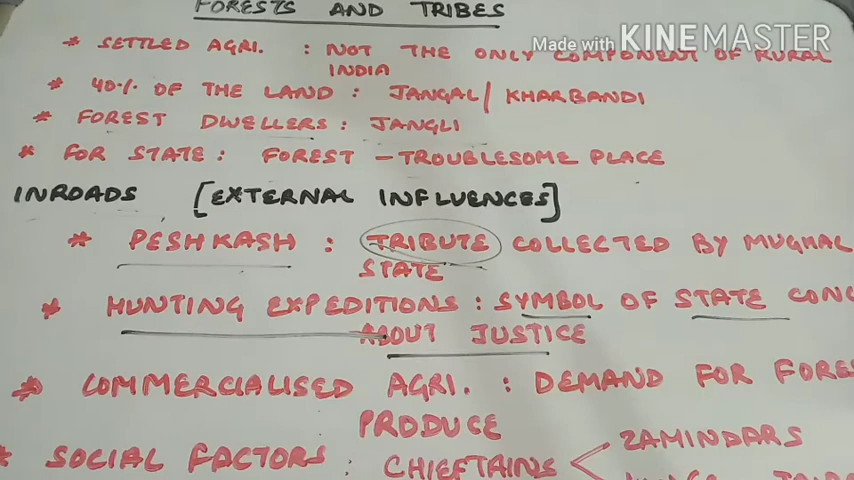 FORESTS AND TRIBES
Made with KINEMASTER
* SETTLED AGRI. : NOT THE ONLY COMPONENT OF RURAL
INDIA
* 40% OF THE LAND : JANGAL / KHARBANDI
* FOREST DWELLERS : JANGLI
* FOR STATE : FOREST - TROUBLESOME PLACE
INROADS [EXTERNAL INFLUENCES]
* PESHKASH : TRIBUTE COLLECTED BY MUGHAL
STATE
* HUNTING EXPEDITIONS : SYMBOL OF STATE CONC
ABOUT JUSTICE
* COMMERCIALISED AGRI. : DEMAND FOR FORE
PRODUCE
ZAMINDARS
* SOCIAL FACTORS : CHIEFTAINS